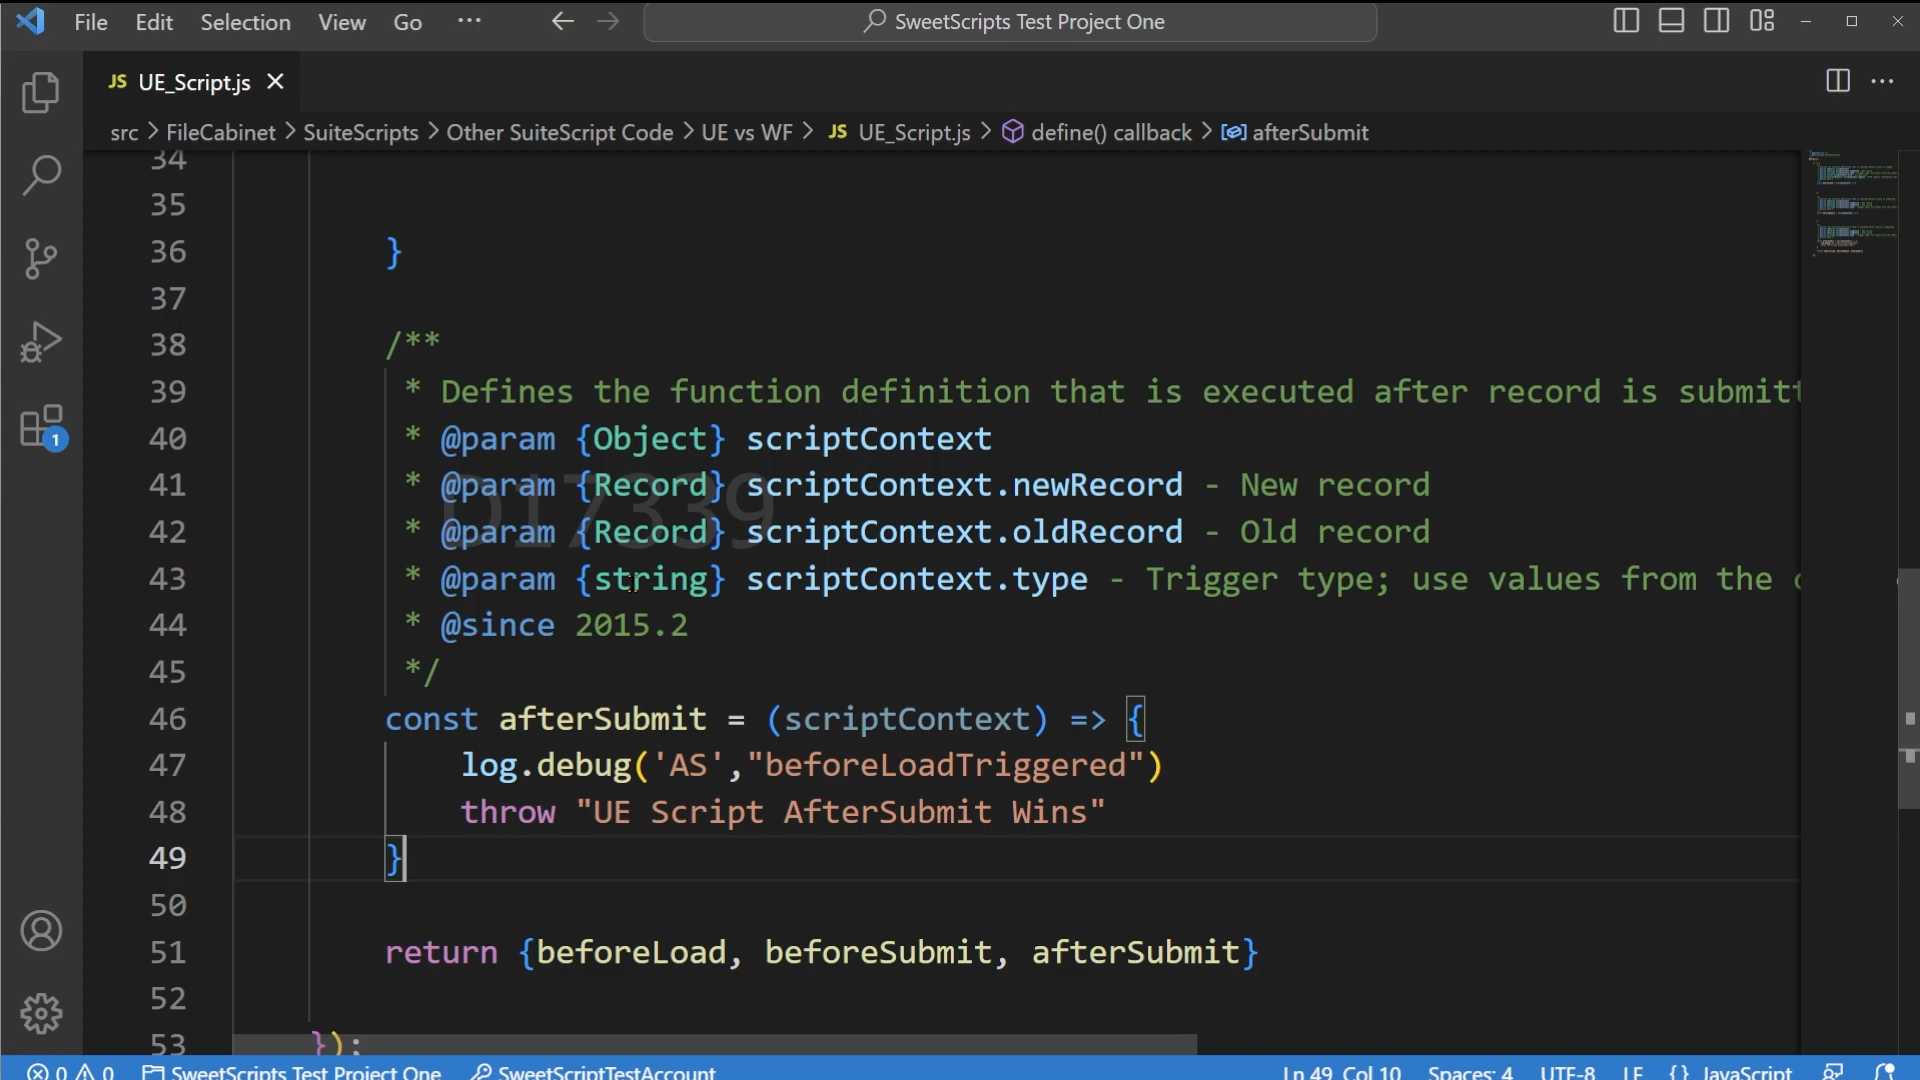 File Edit Selection View Go ··· SweetScripts Test Project One
JS UE_Script.js
src > FileCabinet > SuiteScripts > Other SuiteScript Code > UE vs WF > JS UE_Script.js > define() callback > afterSubmit
34
35
36 }
37
38 /**
39 * Defines the function definition that is executed after record is submitt
40 * @param {Object} scriptContext
41 * @param {Record} scriptContext.newRecord - New record
42 * @param {Record} scriptContext.oldRecord - Old record
43 * @param {string} scriptContext.type - Trigger type; use values from the c
44 * @since 2015.2
45 */
46 const afterSubmit = (scriptContext) => {
47 log.debug('AS',"beforeLoadTriggered")
48 throw "UE Script AfterSubmit Wins"
49 }
50
51 return {beforeLoad, beforeSubmit, afterSubmit}
52
53 });
1
D17339
0 0 SweetScripts Test Project One SweetScriptTestAccount Ln 49, Col 10 Spaces: 4 UTF-8 LF {} JavaScript